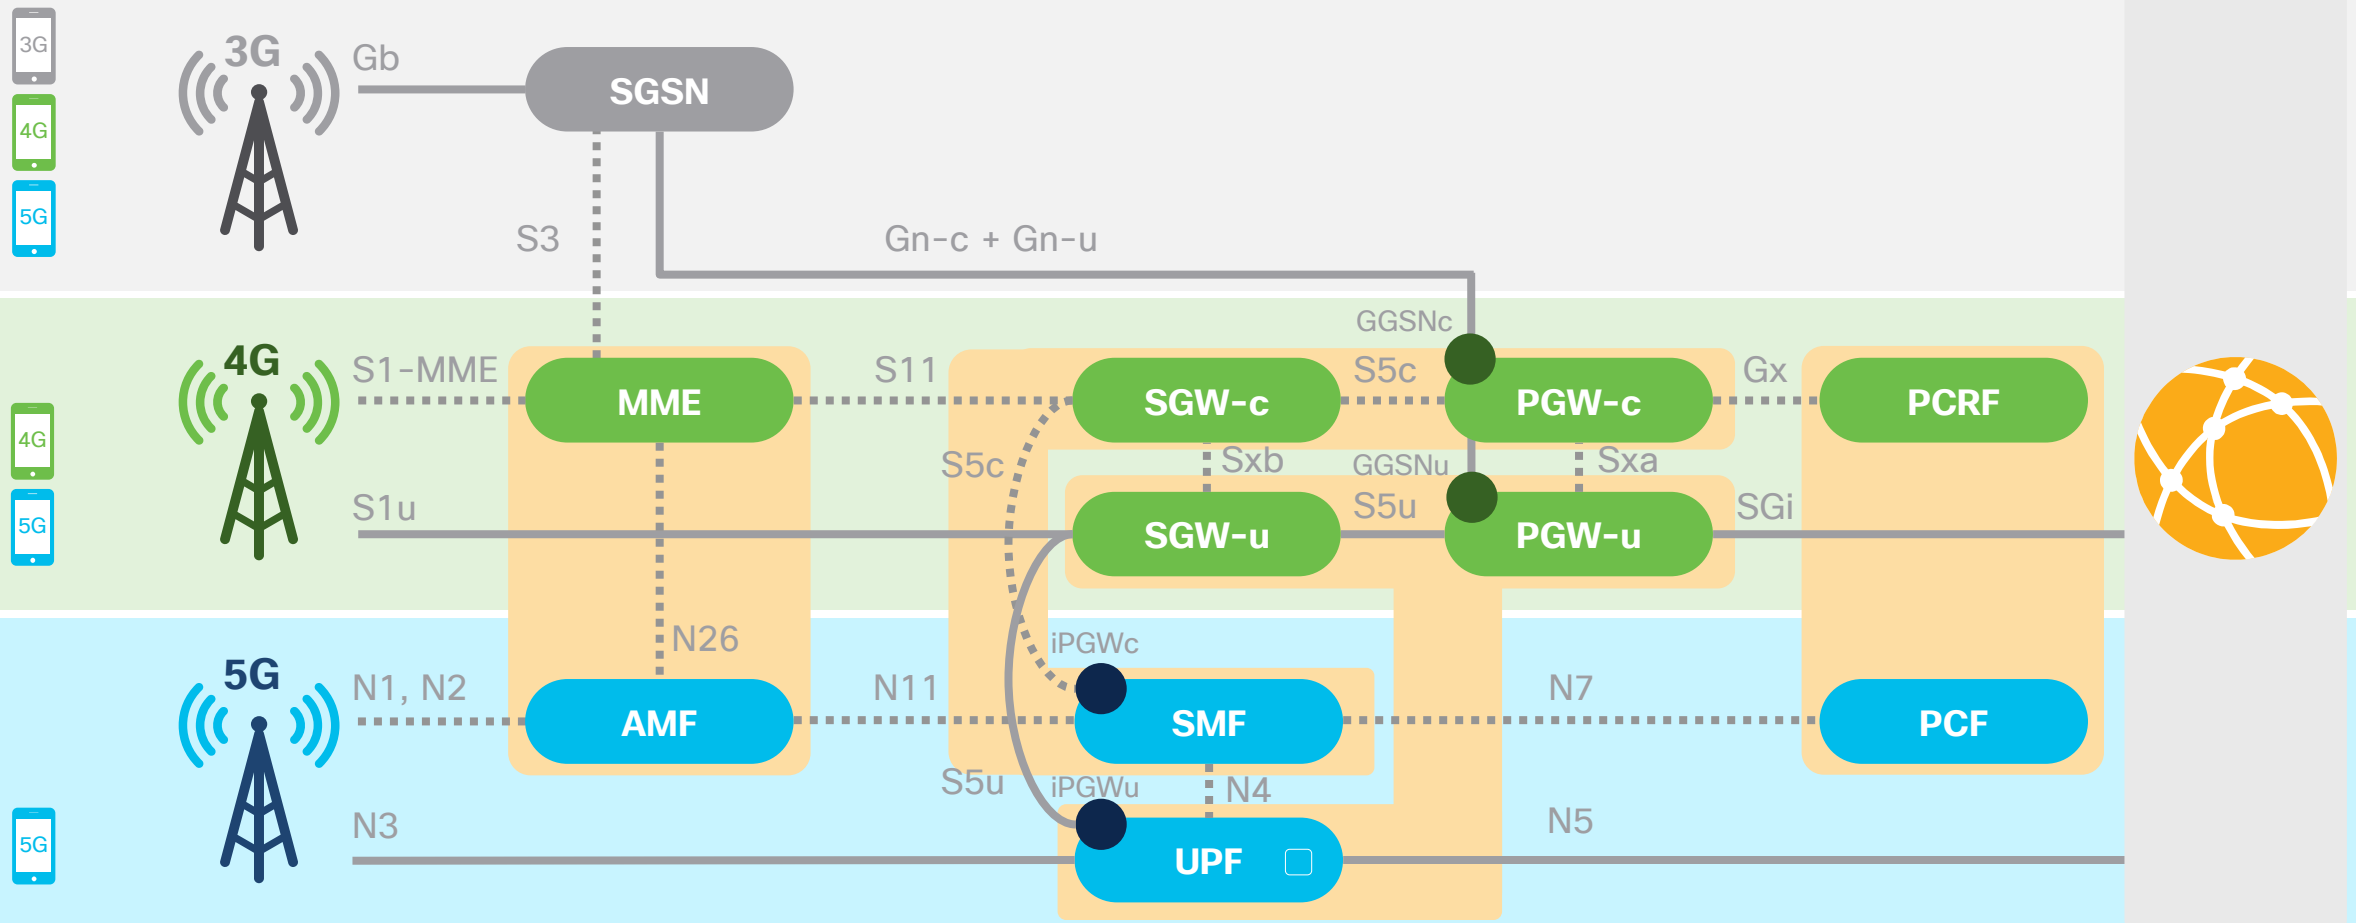 3G
4G
5G
3G
Gb
SGSN
S3
Gn-c + Gn-u
4G
5G
4G
S1-MME
MME
S11
SGW-c
S5c
GGSNc
PGW-c
Gx
PCRF
S5c
Sxb
GGSNu
Sxa
S1u
SGW-u
S5u
PGW-u
SGi
N26
5G
5G
N1, N2
AMF
N11
iPGWc
SMF
N7
PCF
S5u
iPGWu
N4
N3
UPF
N5